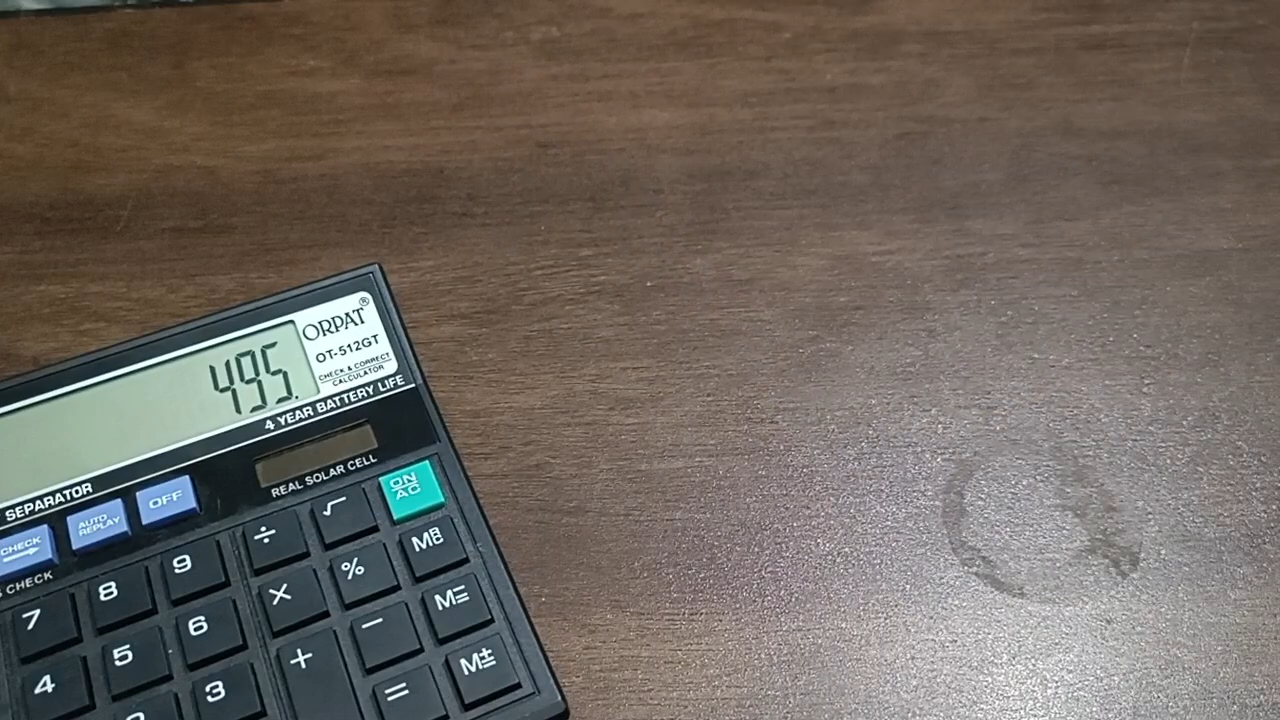 ORPAT®
OT-512GT
CHECK & CORRECT
CALCULATOR
495.
4 YEAR BATTERY LIFE
REAL SOLAR CELL
SEPARATOR
CHECK
AUTO REPLAY
OFF
ON
AC
CHECK
÷ √
7 8 9 × % MB
4 5 6 + − M=
3 = M±